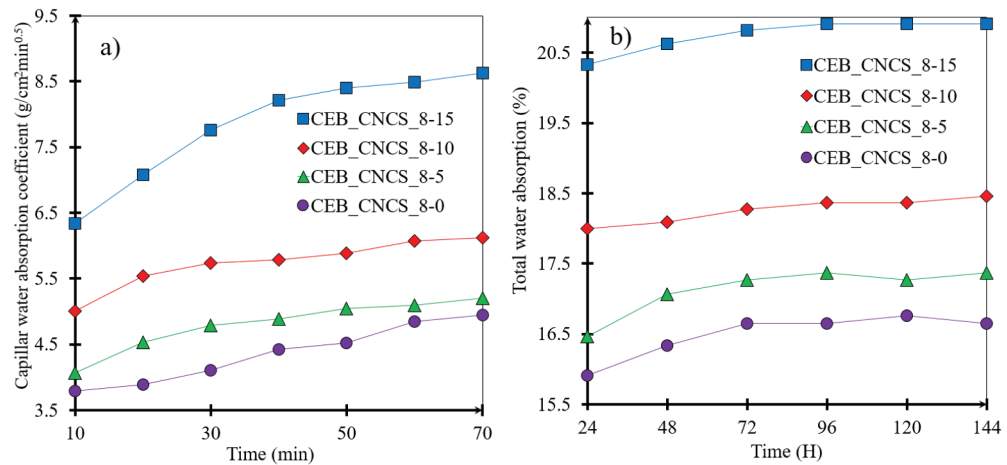 a)
Capillar water absorption coefficient (g/cm²min⁰·⁵)
9.5
8.5
7.5
6.5
5.5
4.5
3.5
CEB_CNCS_8-15
CEB_CNCS_8-10
CEB_CNCS_8-5
CEB_CNCS_8-0
10
30
50
70
Time (min)
b)
Total water absorption (%)
20.5
19.5
18.5
17.5
16.5
15.5
CEB_CNCS_8-15
CEB_CNCS_8-10
CEB_CNCS_8-5
CEB_CNCS_8-0
24
48
72
96
120
144
Time (H)